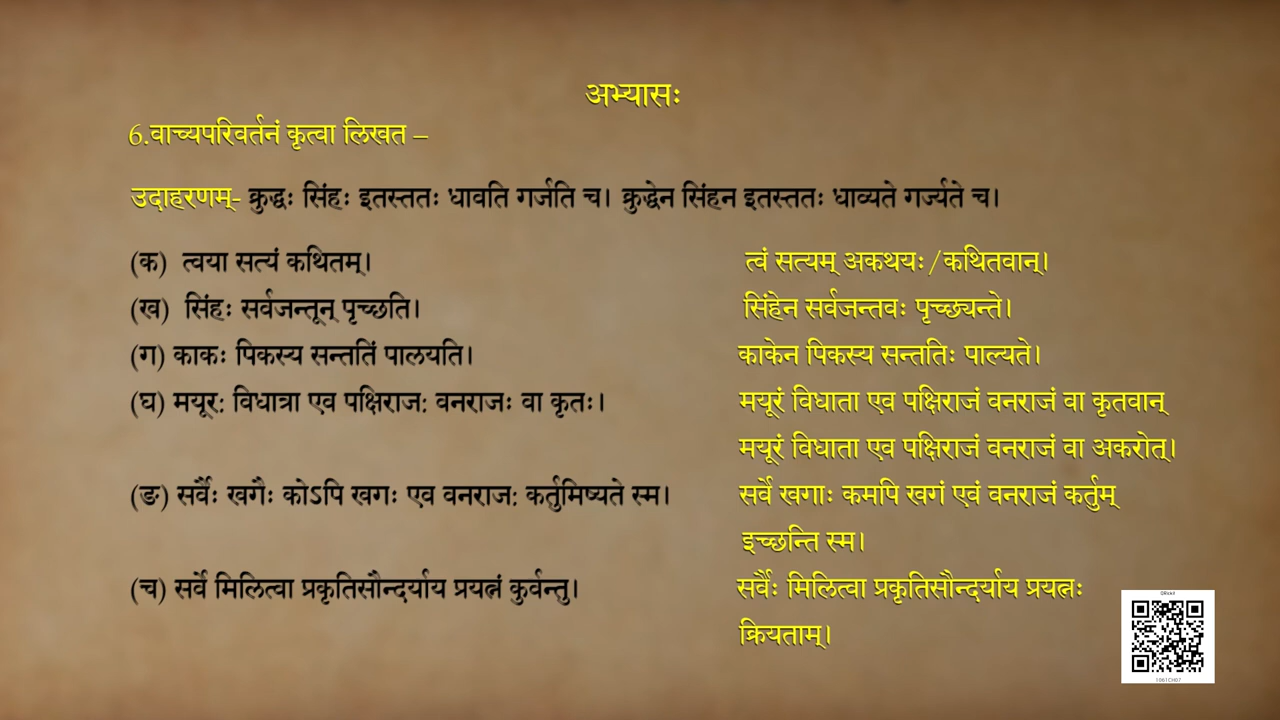 अभ्यासः
6.वाच्यपरिवर्तनं कृत्वा लिखत –
उदाहरणम्- क्रुद्धः सिंहः इतस्ततः धावति गर्जति च। क्रुद्धेन सिंहन इतस्ततः धाव्यते गर्ज्यते च।
(क) त्वया सत्यं कथितम्। त्वं सत्यम् अकथयः/कथितवान्।
(ख) सिंहः सर्वजन्तून् पृच्छति। सिंहेन सर्वजन्तवः पृच्छ्यन्ते।
(ग) काकः पिकस्य सन्ततिं पालयति। काकेन पिकस्य सन्ततिः पाल्यते।
(घ) मयूर: विधात्रा एव पक्षिराज: वनराजः वा कृतः। मयूरं विधाता एव पक्षिराजं वनराजं वा कृतवान्
मयूरं विधाता एव पक्षिराजं वनराजं वा अकरोत्।
(ङ) सर्वैः खगैः कोऽपि खगः एव वनराज: कर्तुमिष्यते स्म। सर्वे खगाः कमपि खगं एवं वनराजं कर्तुम्
इच्छन्ति स्म।
(च) सर्वे मिलित्वा प्रकृतिसौन्दर्याय प्रयत्नं कुर्वन्तु। सर्वैः मिलित्वा प्रकृतिसौन्दर्याय प्रयत्नः
क्रियताम्।
1061CH07